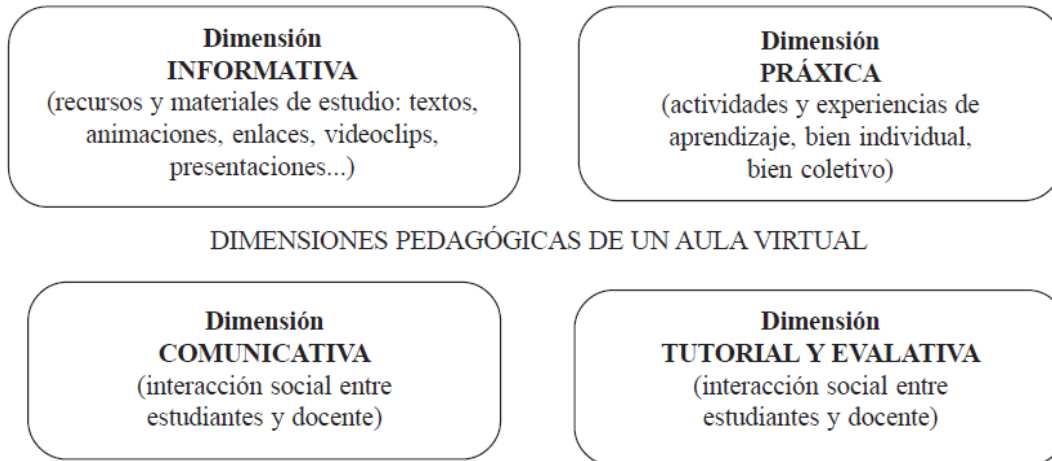 Dimensión
INFORMATIVA
(recursos y materiales de estudio: textos,
animaciones, enlaces, videoclips,
presentaciones...)
Dimensión
PRÁXICA
(actividades y experiencias de
aprendizaje, bien individual,
bien coletivo)
DIMENSIONES PEDAGÓGICAS DE UN AULA VIRTUAL
Dimensión
COMUNICATIVA
(interacción social entre
estudiantes y docente)
Dimensión
TUTORIAL Y EVALATIVA
(interacción social entre
estudiantes y docente)